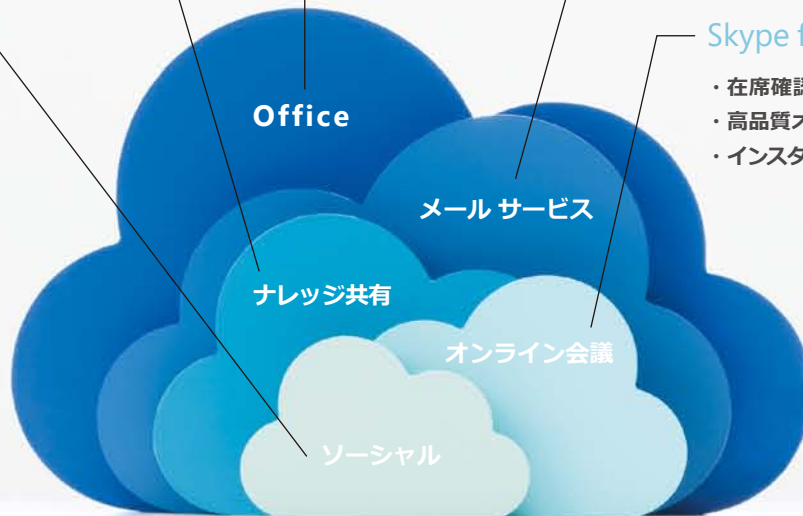 Skype f
・在席確認
・高品質
・インスタ
Office
メール サービス
ナレッジ共有
オンライン会議
ソーシャル